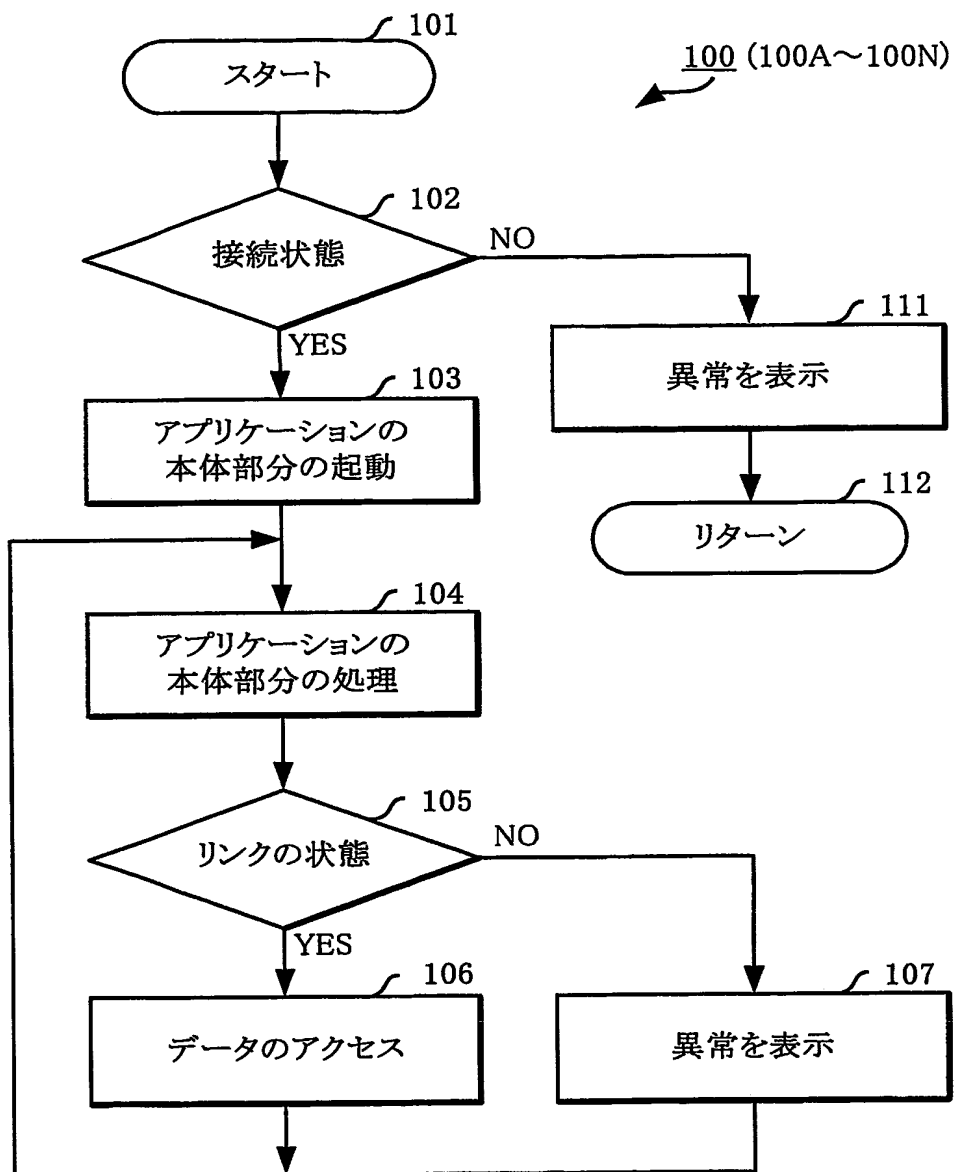 101
スタート
100 (100A～100N)
102
接続状態
NO
YES
111
異常を表示
103
アプリケーションの
本体部分の起動
112
リターン
104
アプリケーションの
本体部分の処理
105
リンクの状態
NO
YES
106
データのアクセス
107
異常を表示